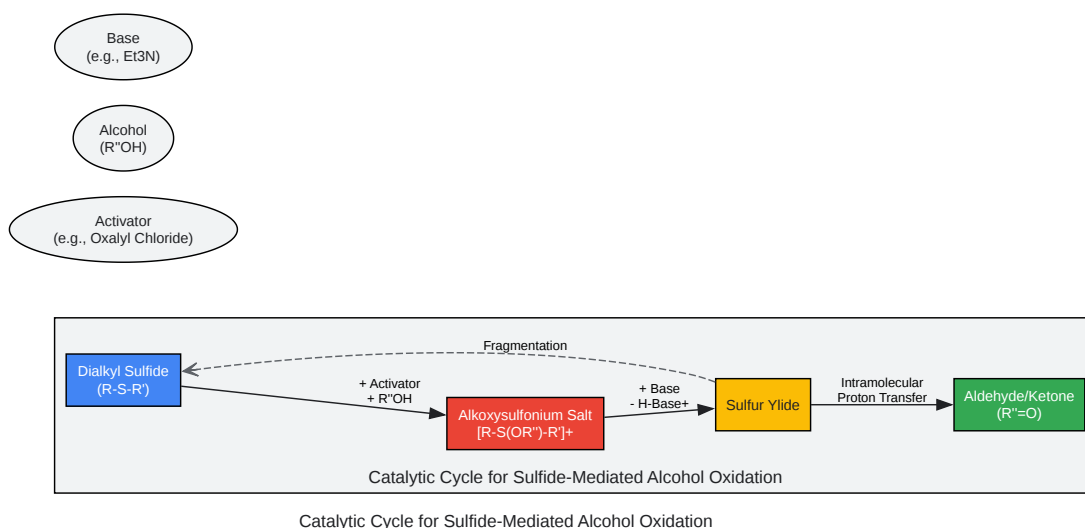 Base
(e.g., Et3N)
Alcohol
(R"OH)
Activator
(e.g., Oxalyl Chloride)
Fragmentation
Dialkyl Sulfide
(R-S-R')
+ Activator
+ R"OH
Alkoxysulfonium Salt
[R-S(OR")-R']+
+ Base
- H-Base+
Sulfur Ylide
Intramolecular
Proton Transfer
Aldehyde/Ketone
(R"=O)
Catalytic Cycle for Sulfide-Mediated Alcohol Oxidation
Catalytic Cycle for Sulfide-Mediated Alcohol Oxidation